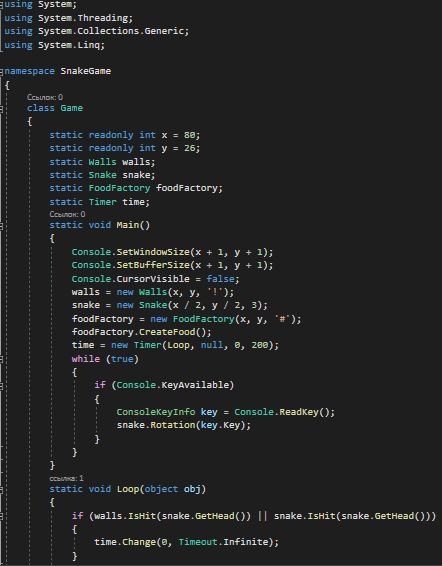 using System;
using System.Threading;
using System.Collections.Generic;
using System.Linq;
namespace SnakeGame
{
Ссылок: 0
class Game
{
static readonly int x = 80;
static readonly int y = 26;
static Walls walls;
static Snake snake;
static FoodFactory foodFactory;
static Timer time;
Ссылок: 0
static void Main()
{
Console.SetWindowSize(x + 1, y + 1);
Console.SetBufferSize(x + 1, y + 1);
Console.CursorVisible = false;
walls = new Walls(x, y, '!');
snake = new Snake(x / 2, y / 2, 3);
foodFactory = new FoodFactory(x, y, '#');
foodFactory.CreateFood();
time = new Timer(Loop, null, 0, 200);
while (true)
{
if (Console.KeyAvailable)
{
ConsoleKeyInfo key = Console.ReadKey();
snake.Rotation(key.Key);
}
}
}
ссылка: 1
static void Loop(object obj)
{
if (walls.IsHit(snake.GetHead()) || snake.IsHit(snake.GetHead()))
{
time.Change(0, Timeout.Infinite);
}